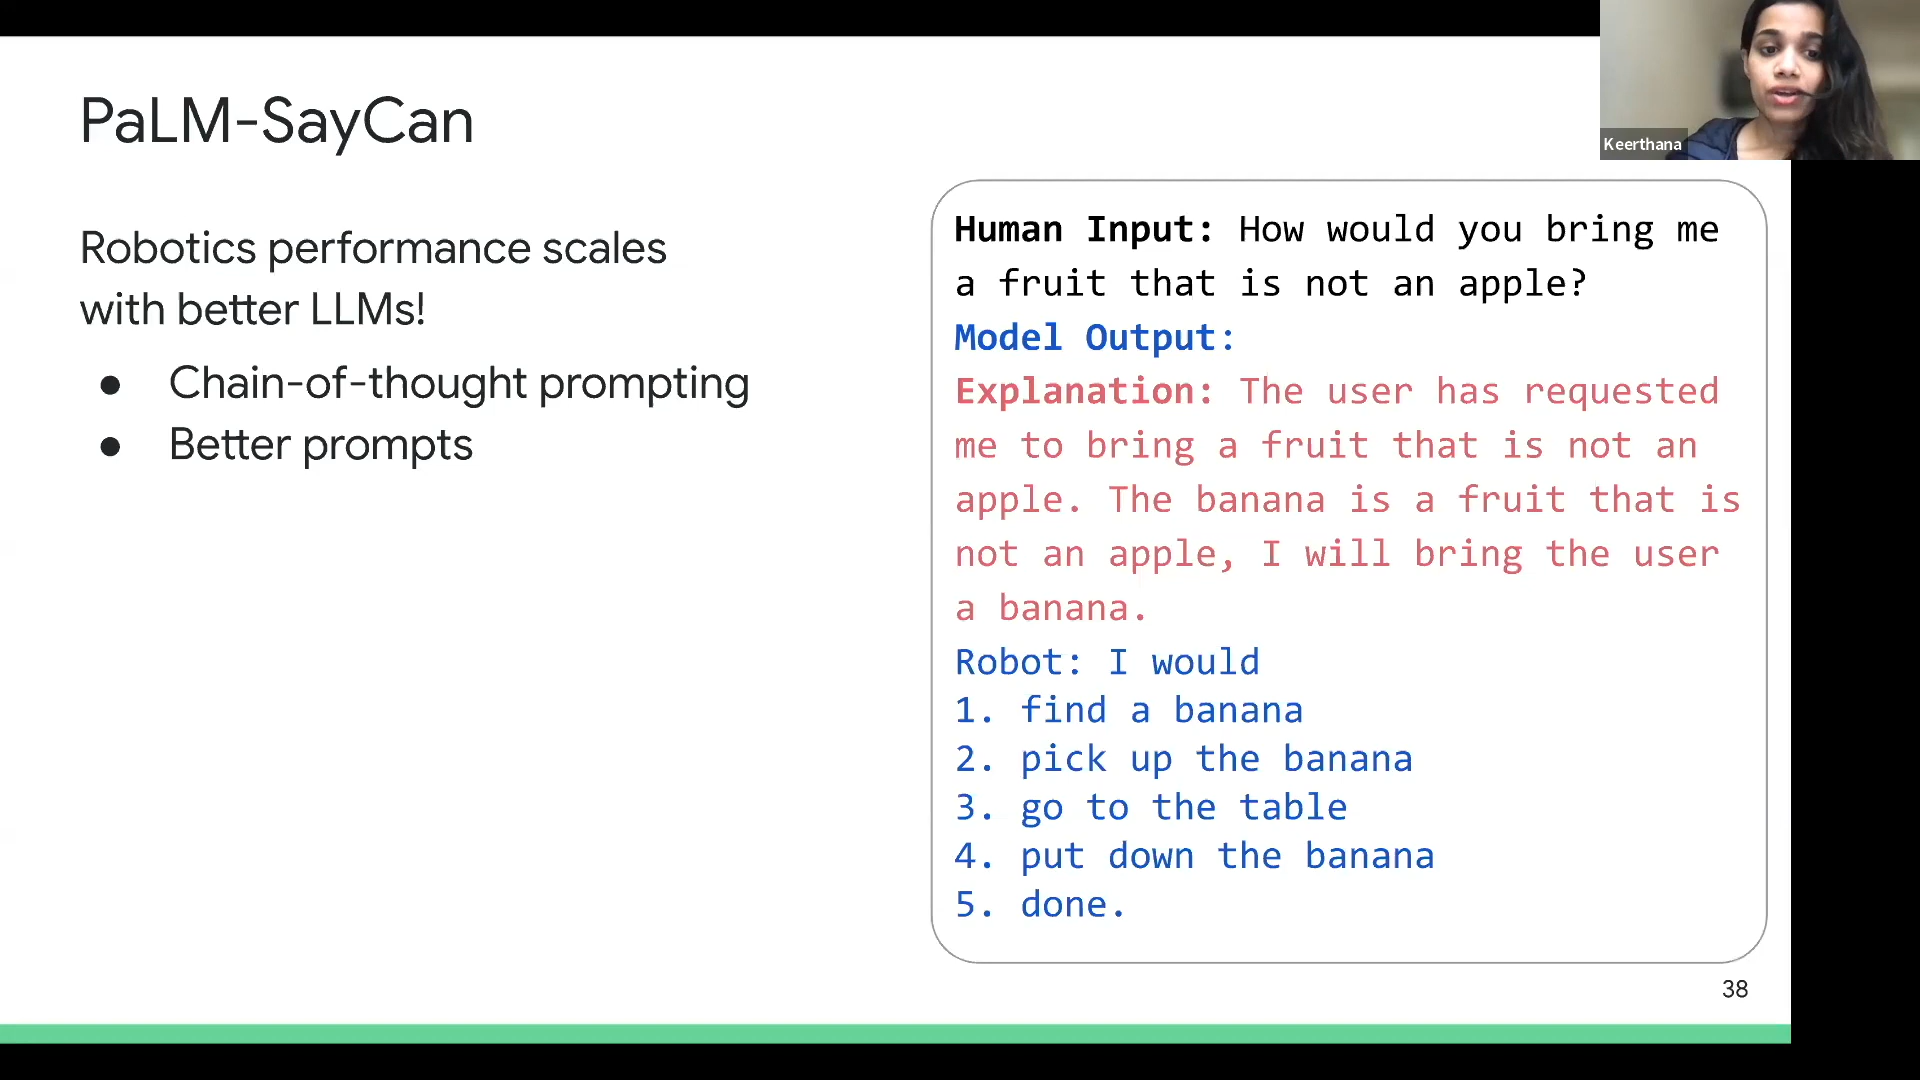 PaLM-SayCan
Keerthana
Robotics performance scales
with better LLMs!
● Chain-of-thought prompting
● Better prompts
Human Input: How would you bring me
a fruit that is not an apple?
Model Output:
Explanation: The user has requested
me to bring a fruit that is not an
apple. The banana is a fruit that is
not an apple, I will bring the user
a banana.
Robot: I would
1. find a banana
2. pick up the banana
3. go to the table
4. put down the banana
5. done.
38